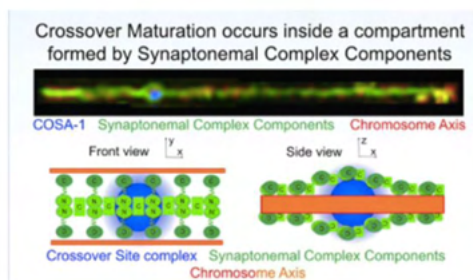 Crossover Maturation occurs inside a compartment
formed by Synaptonemal Complex Components
COSA-1 Synaptonemal Complex Components Chromosome Axis
Front view y x Side view z x
Crossover Site complex Synaptonemal Complex Components
Chromosome Axis